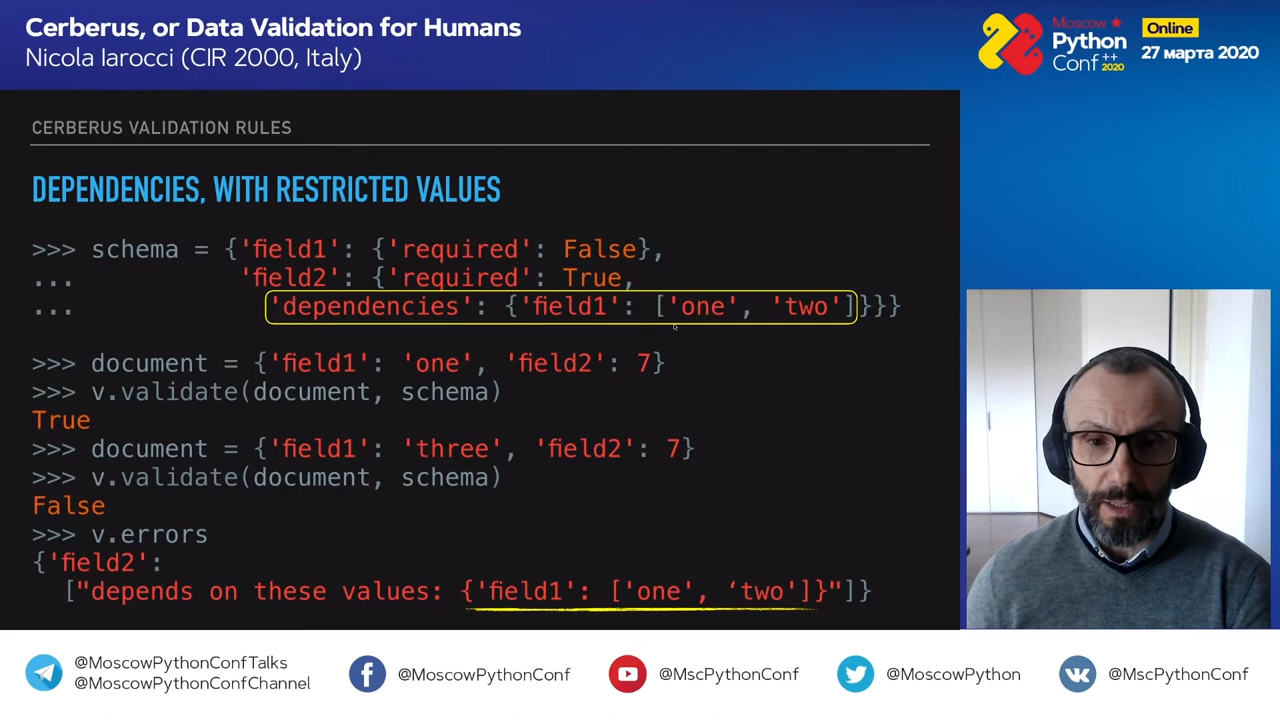 Cerberus, or Data Validation for Humans
Nicola Iarocci (CIR 2000, Italy)
Moscow
Python
Conf ++
2020
Online
27 марта 2020
CERBERUS VALIDATION RULES
DEPENDENCIES, WITH RESTRICTED VALUES
>>> schema = {'field1': {'required': False},
... 'field2': {'required': True,
... 'dependencies': {'field1': ['one', 'two']}}}
>>> document = {'field1': 'one', 'field2': 7}
>>> v.validate(document, schema)
True
>>> document = {'field1': 'three', 'field2': 7}
>>> v.validate(document, schema)
False
>>> v.errors
{'field2':
["depends on these values: {'field1': ['one', ‘two']}"]}
@MoscowPythonConfTalks
@MoscowPythonConfChannel
@MoscowPythonConf
@MscPythonConf
@MoscowPython
@MscPythonConf